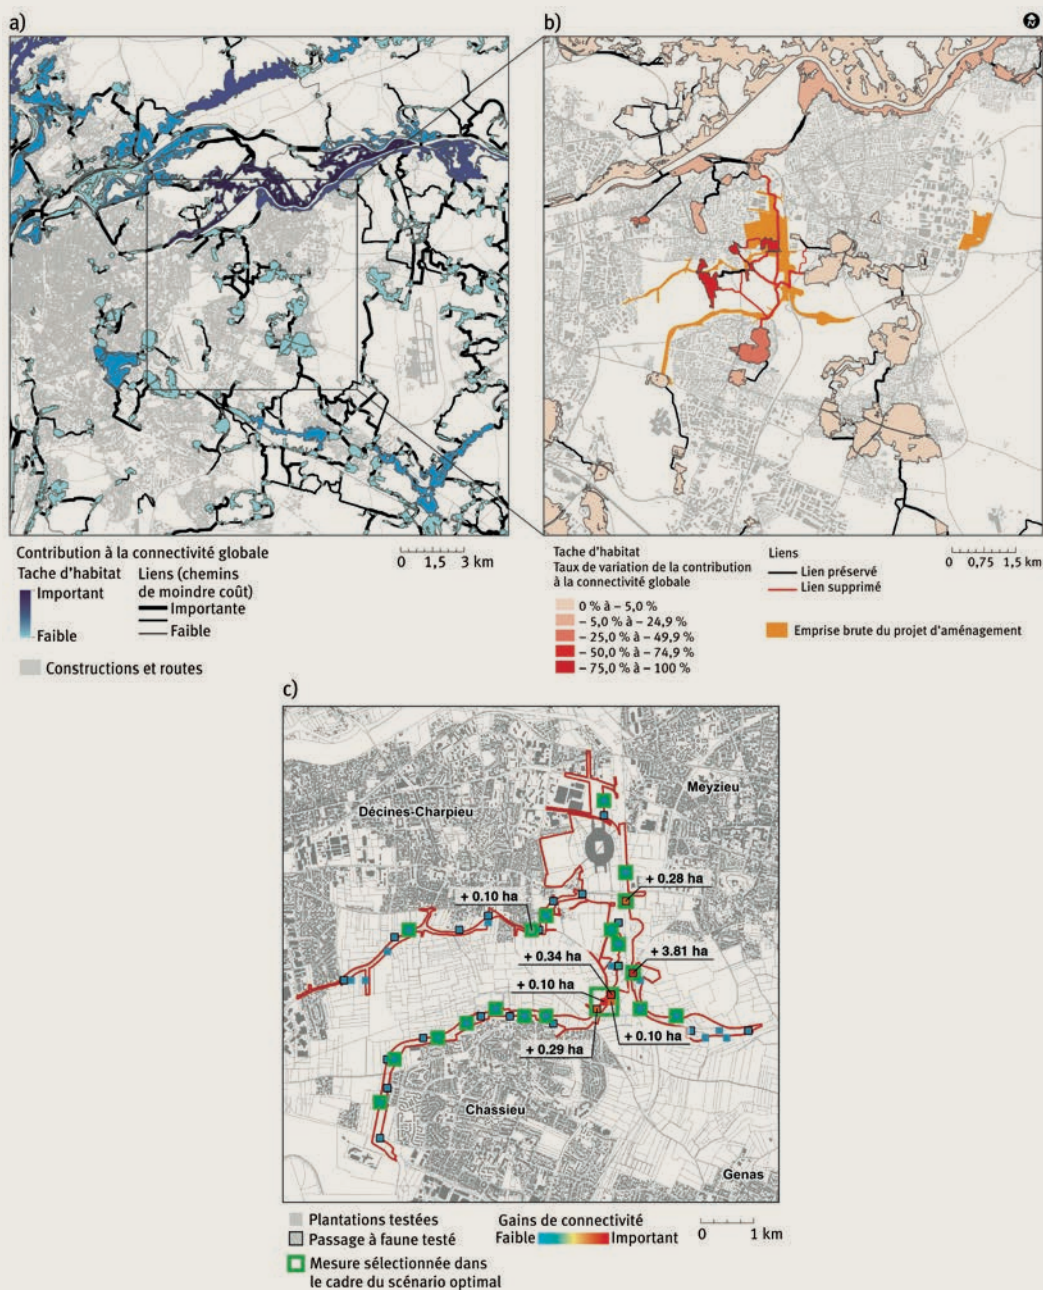 a)
b)
N
Contribution à la connectivité globale
Tache d'habitat
Important
Faible
Liens (chemins
de moindre coût)
Importante
Faible
0 1,5 3 km
Constructions et routes
Tache d'habitat
Taux de variation de la contribution
à la connectivité globale
0 % à – 5,0 %
– 5,0 % à – 24,9 %
– 25,0 % à – 49,9 %
– 50,0 % à – 74,9 %
– 75,0 % à – 100 %
Liens
Lien préservé
Lien supprimé
0 0,75 1,5 km
Emprise brute du projet d'aménagement
c)
Meyzieu
Décines-Charpieu
+ 0.28 ha
+ 0.10 ha
+ 3.81 ha
+ 0.34 ha
+ 0.10 ha
+ 0.10 ha
+ 0.29 ha
Chassieu
Genas
Plantations testées
Passage à faune testé
Mesure sélectionnée dans
le cadre du scénario optimal
Gains de connectivité
Faible Important
0 1 km